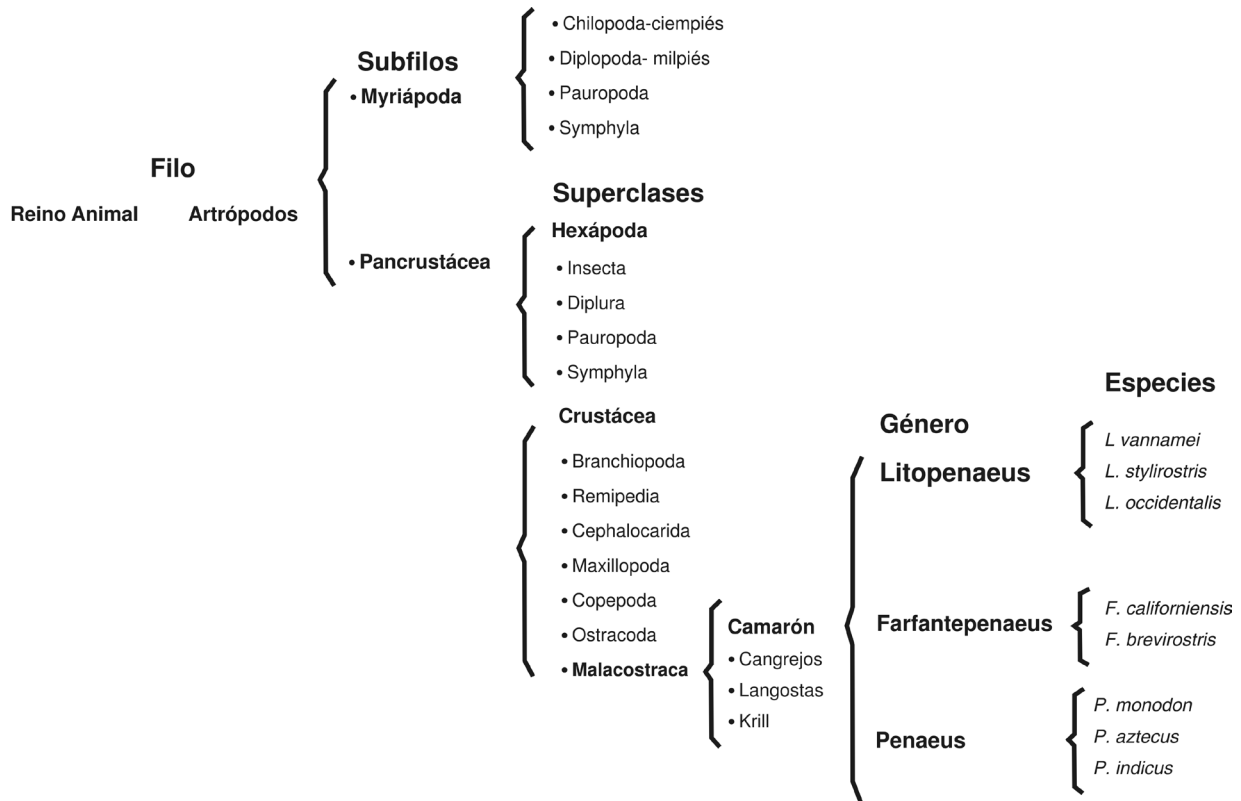 Filo
Reino Animal
Artrópodos
Subfilos
• Myriápoda
• Chilopoda-ciempiés
• Diplopoda- milpiés
• Pauropoda
• Symphyla
• Pancrustácea
Superclases
Hexápoda
• Insecta
• Diplura
• Pauropoda
• Symphyla
Crustácea
• Branchiopoda
• Remipedia
• Cephalocarida
• Maxillopoda
• Copepoda
• Ostracoda
• Malacostraca
Camarón
• Cangrejos
• Langostas
• Krill
Género
Litopenaeus
Especies
L vannamei
L. stylirostris
L. occidentalis
Farfantepenaeus
F. californiensis
F. brevirostris
Penaeus
P. monodon
P. aztecus
P. indicus